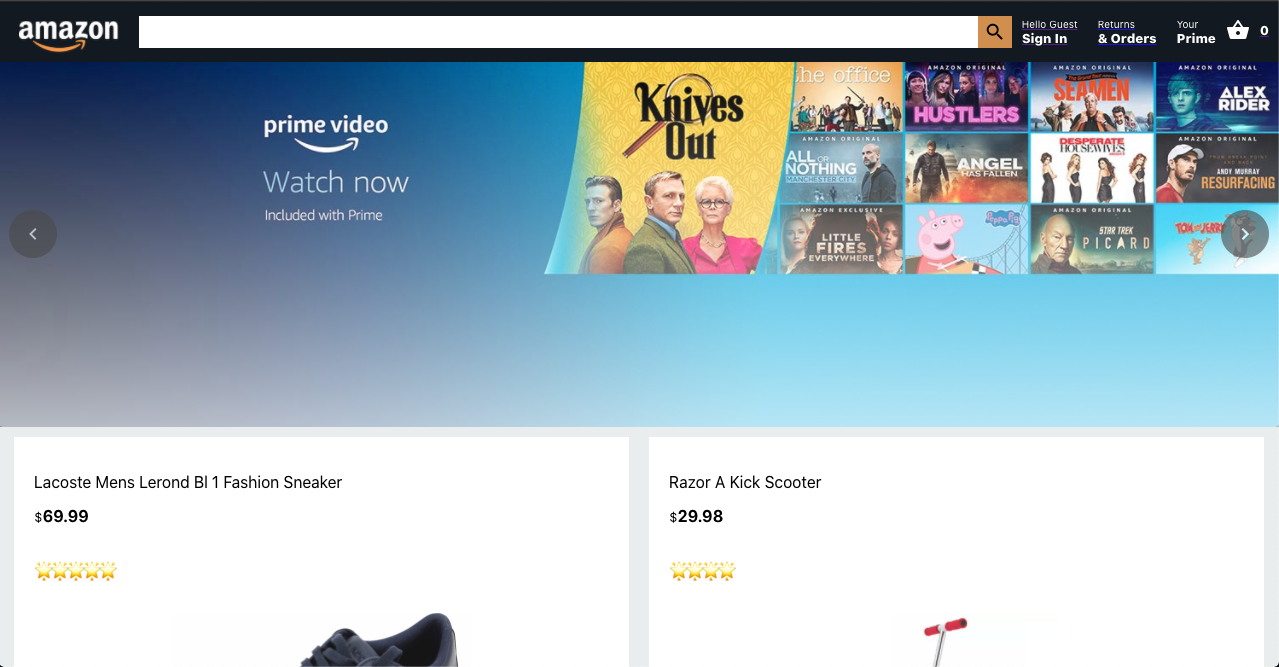 amazon
Hello Guest
Sign In
Returns
& Orders
Your
Prime
0
prime video
Watch now
Included with Prime
Knives
Out
he office
AMAZON ORIGINAL
HUSTLERS
AMAZON ORIGINAL
SEAMEN
AMAZON ORIGINAL
ALEX
RIDER
AMAZON ORIGINAL
ALL OR
NOTHING
MANCHESTER CITY
ANGEL
HAS FALLEN
DESPERATE
HOUSEWIVES
AMAZON ORIGINAL
ANDY MURRAY
RESURFACING
AMAZON EXCLUSIVE
LITTLE
FIRES
EVERYWHERE
Peppa Pig
AMAZON ORIGINAL
STAR TREK
PICARD
TOM and JERRY
Lacoste Mens Lerond Bl 1 Fashion Sneaker
$69.99
Razor A Kick Scooter
$29.98